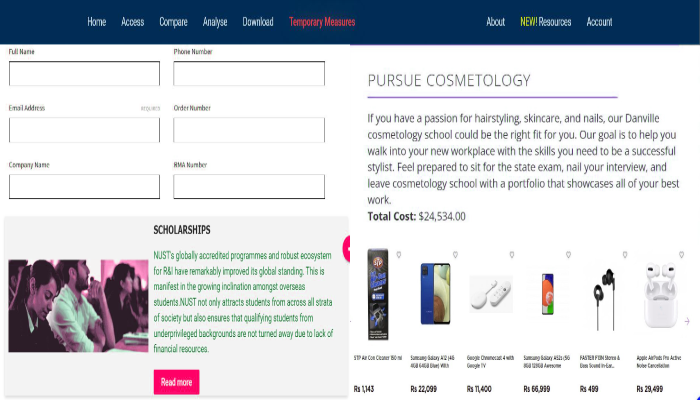 Home Access Compare Analyse Download Temporary Measures About NEW! Resources Account
Full Name Phone Number
Email Address REQUIRED Order Number
Company Name RMA Number
SCHOLARSHIPS
NUST's globally accredited programmes and robust ecosystem
for R&I have remarkably improved its global standing. This is
manifest in the growing inclination amongst overseas
students.NUST not only attracts students from across all strata
of society but also ensures that qualifying students from
underprivileged backgrounds are not turned away due to lack of
financial resources.
Read more
PURSUE COSMETOLOGY
If you have a passion for hairstyling, skincare, and nails, our Danville
cosmetology school could be the right fit for you. Our goal is to help you
walk into your new workplace with the skills you need to be a successful
stylist. Feel prepared to sit for the state exam, nail your interview, and
leave cosmetology school with a portfolio that showcases all of your best
work.
Total Cost: $24,534.00
STP Air Con Cleaner 150 ml
Rs 1,143
Samsung Galaxy A12 (4G
4GB 64GB Blue) With
Rs 22,099
Google Chromecast 4 with
Google TV
Rs 11,400
Samsung Galaxy A52s (5G
8GB 128GB Awesome
Rs 66,999
FASTER F13N Stereo &
Bass Sound In-Ear...
Rs 499
Apple AirPods Pro Active
Noise Cancellation
Rs 29,499